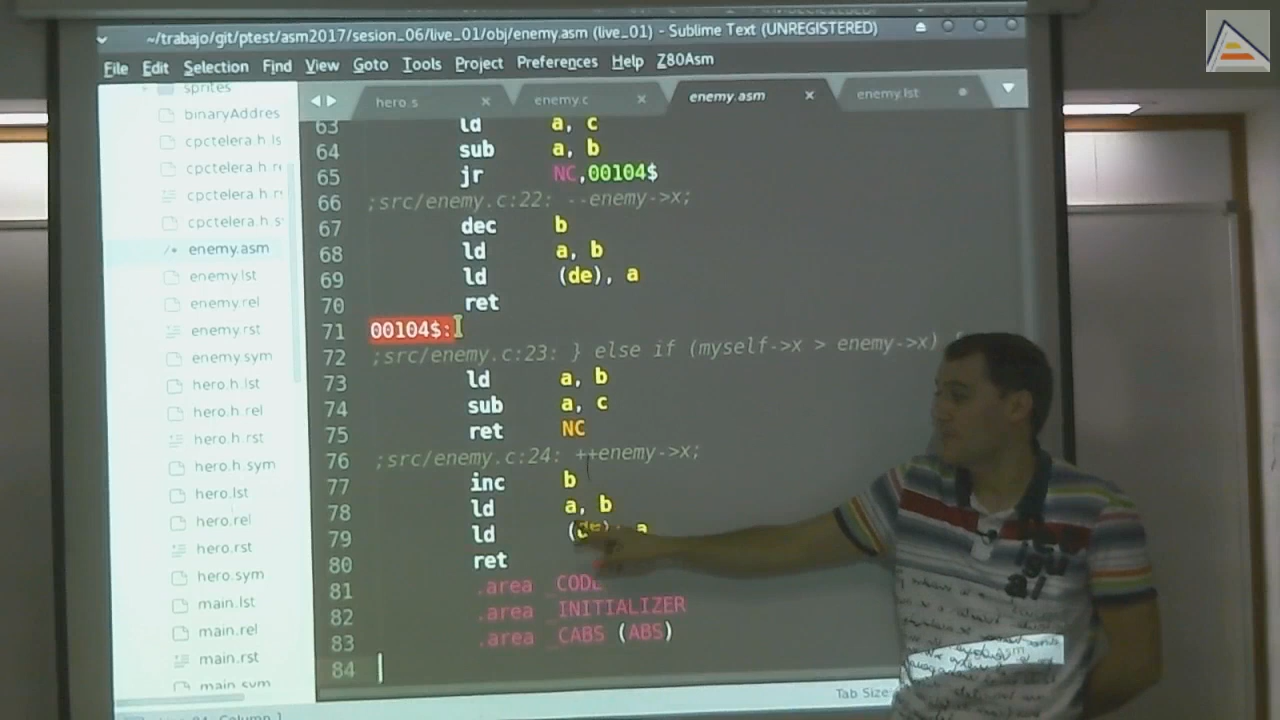 ~/trabajo/git/ptest/asm2017/sesion_06/live_01/obj/enemy.asm (live_01) - Sublime Text (UNREGISTERED)
File Edit Selection Find View Goto Tools Project Preferences Help Z80Asm
hero.s enemy.c enemy.asm enemy.lst
sprites
binaryAddres
cpctelera.h.ls
cpctelera.h.re
cpctelera.h.rs
cpctelera.h.s
enemy.asm
enemy.lst
enemy.rel
enemy.rst
enemy.sym
hero.h.lst
hero.h.rel
hero.h.rst
hero.h.sym
hero.lst
hero.rel
hero.rst
hero.sym
main.lst
main.rel
main.rst
main.sym
63 ld a, c
64 sub a, b
65 jr NC,00104$
66 ;src/enemy.c:22: --enemy->x;
67 dec b
68 ld a, b
69 ld (de), a
70 ret
71 00104$:
72 ;src/enemy.c:23: } else if (myself->x > enemy->x) {
73 ld a, b
74 sub a, c
75 ret NC
76 ;src/enemy.c:24: ++enemy->x;
77 inc b
78 ld a, b
79 ld (de), a
80 ret
81 .area _CODE
82 .area _INITIALIZER
83 .area _CABS (ABS)
84
Tab Size